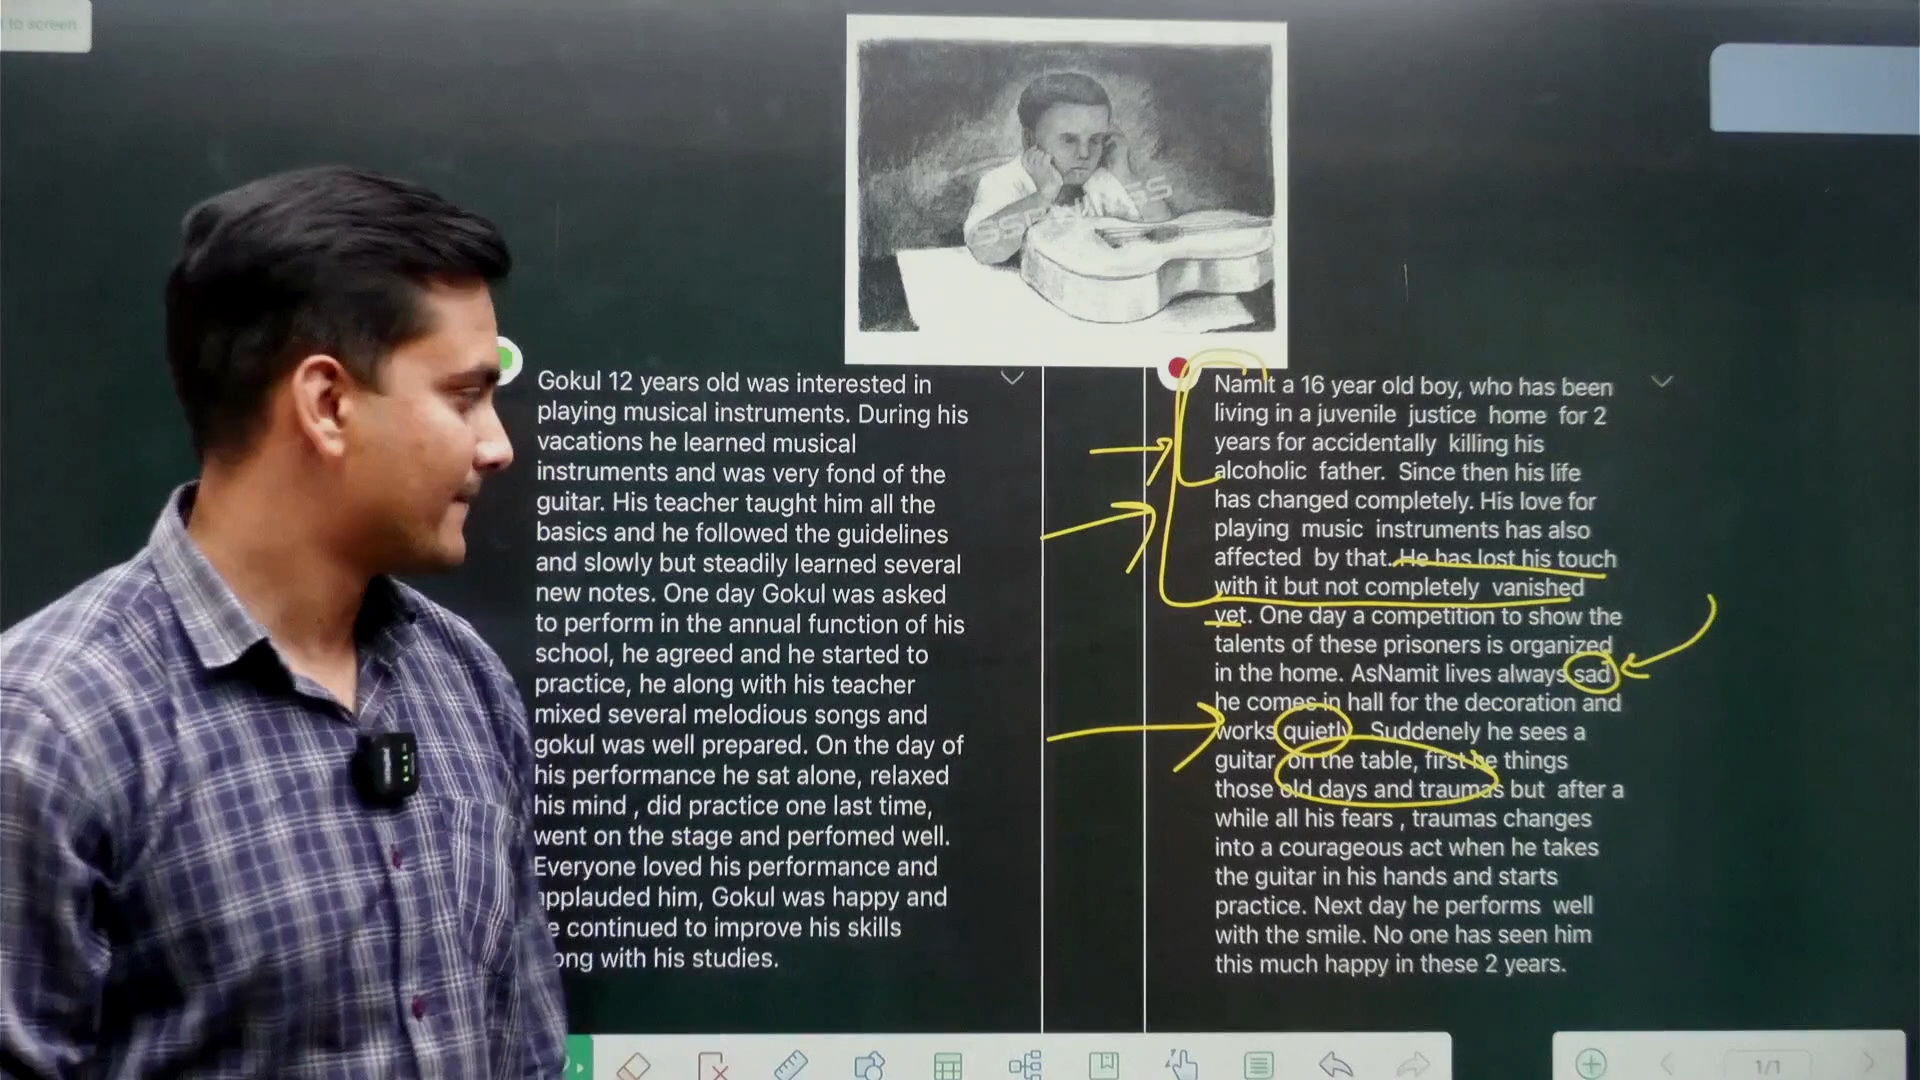 to screen
Gokul 12 years old was interested in
playing musical instruments. During his
vacations he learned musical
instruments and was very fond of the
guitar. His teacher taught him all the
basics and he followed the guidelines
and slowly but steadily learned several
new notes. One day Gokul was asked
to perform in the annual function of his
school, he agreed and he started to
practice, he along with his teacher
mixed several melodious songs and
gokul was well prepared. On the day of
his performance he sat alone, relaxed
his mind , did practice one last time,
went on the stage and perfomed well.
Everyone loved his performance and
applauded him, Gokul was happy and
e continued to improve his skills
ong with his studies.
Namit a 16 year old boy, who has been
living in a juvenile justice home for 2
years for accidentally killing his
alcoholic father. Since then his life
has changed completely. His love for
playing music instruments has also
affected by that. He has lost his touch
with it but not completely vanished
yet. One day a competition to show the
talents of these prisoners is organized
in the home. AsNamit lives always sad
he comes in hall for the decoration and
works quietly. Suddenely he sees a
guitar on the table, first he things
those old days and traumas but after a
while all his fears , traumas changes
into a courageous act when he takes
the guitar in his hands and starts
practice. Next day he performs well
with the smile. No one has seen him
this much happy in these 2 years.
1/1